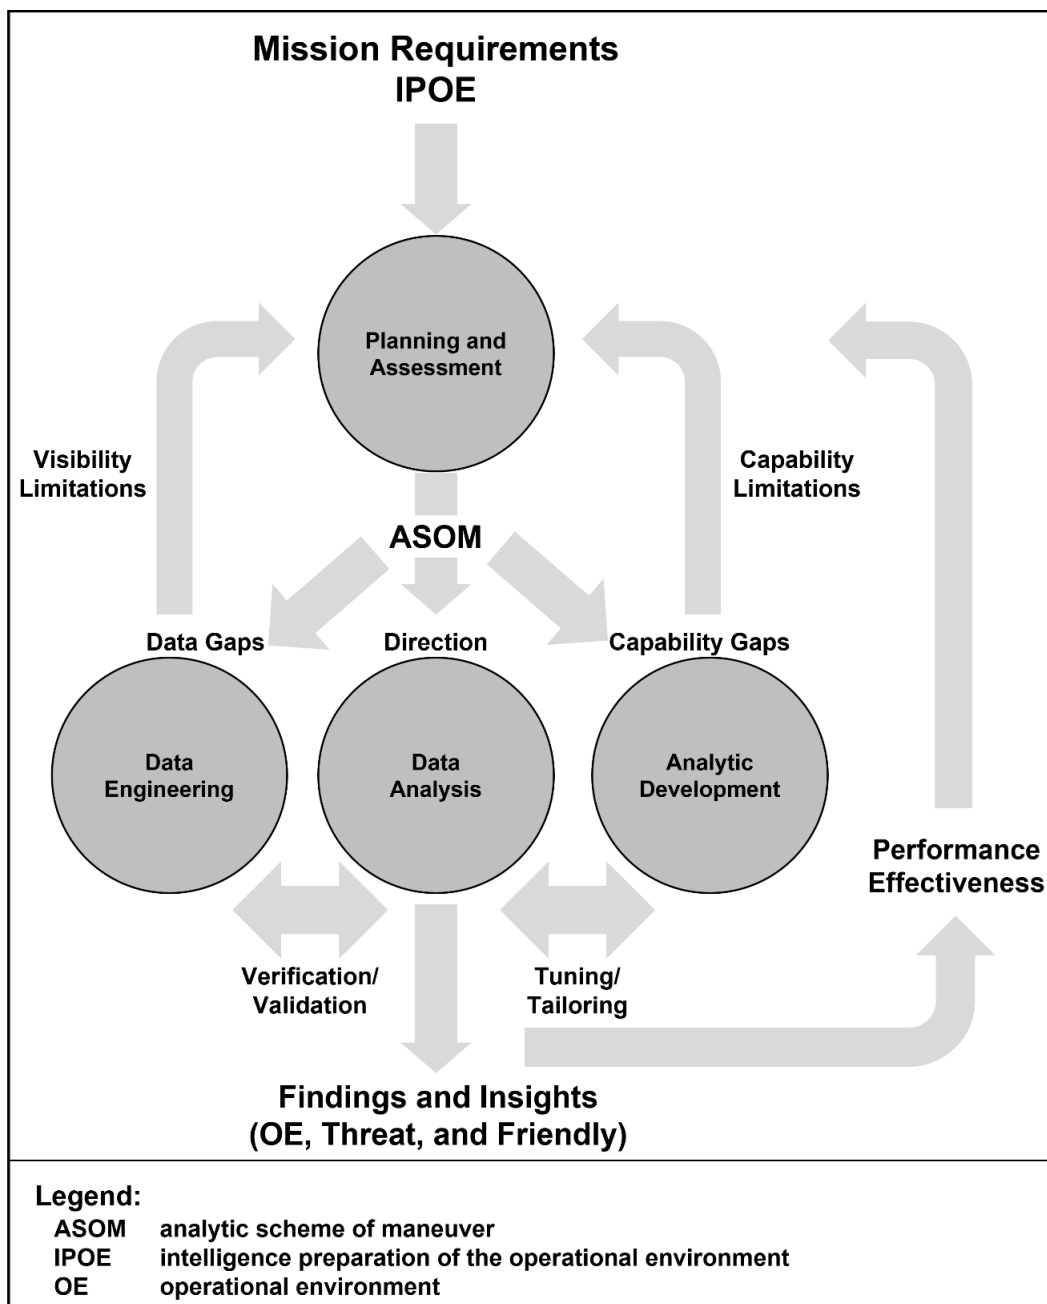 Mission Requirements
IPOE
Planning and
Assessment
Visibility
Limitations
Capability
Limitations
ASOM
Data Gaps
Direction
Capability Gaps
Data
Engineering
Data
Analysis
Analytic
Development
Performance
Effectiveness
Verification/
Validation
Tuning/
Tailoring
Findings and Insights
(OE, Threat, and Friendly)
Legend:
ASOM analytic scheme of maneuver
IPOE intelligence preparation of the operational environment
OE operational environment